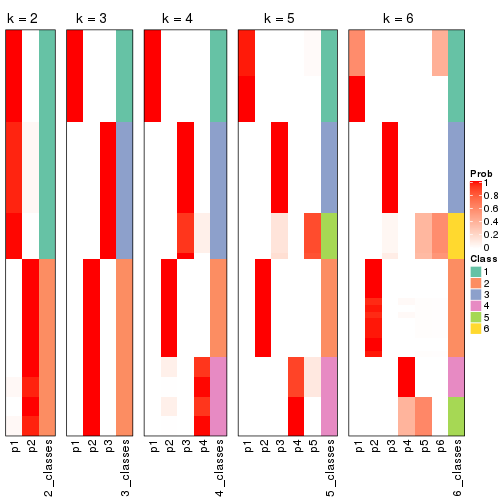 k = 2
k = 3
k = 4
k = 5
k = 6
p1
p2
2_classes
p1
p2
p3
3_classes
p1
p2
p3
p4
4_classes
p1
p2
p3
p4
p5
5_classes
p1
p2
p3
p4
p5
p6
6_classes
Prob
1
0.8
0.6
0.4
0.2
0
Class
1
2
3
4
5
6